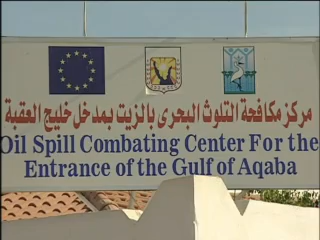 مركز مكافحة التلوث البحرى بالزيت بمدخل خليج العقبة
Oil Spill Combating Center For the
Entrance of the Gulf of Aqaba